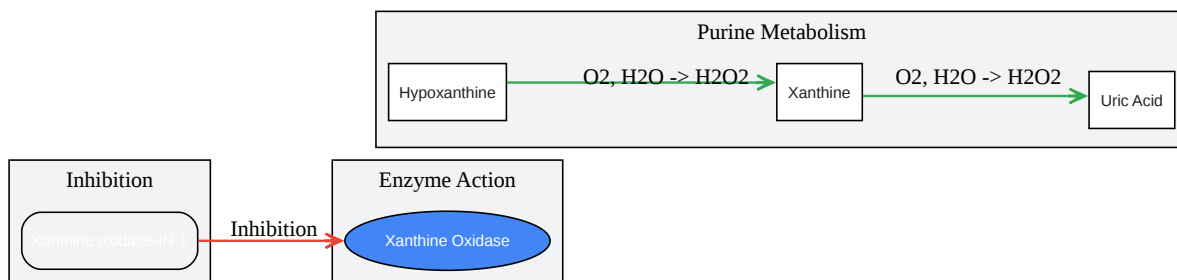 Purine Metabolism
O2, H2O -> H2O2
O2, H2O -> H2O2
Hypoxanthine
Xanthine
Uric Acid
Inhibition
Enzyme Action
Xanthine oxidase-IN-1
Inhibition
Xanthine Oxidase